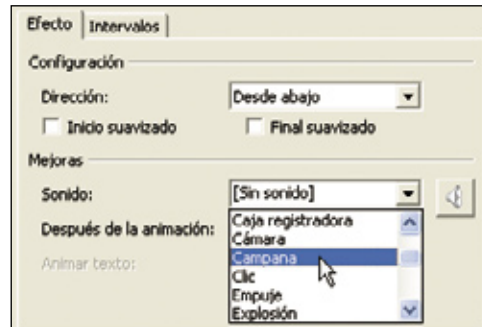 Efecto Intervalos
Configuración
Dirección: Desde abajo
Inicio suavizado Final suavizado
Mejoras
Sonido: [Sin sonido]
Caja registradora
Después de la animación: Cámara
Campana
Animar texto: Clic
Empuje
Explosión